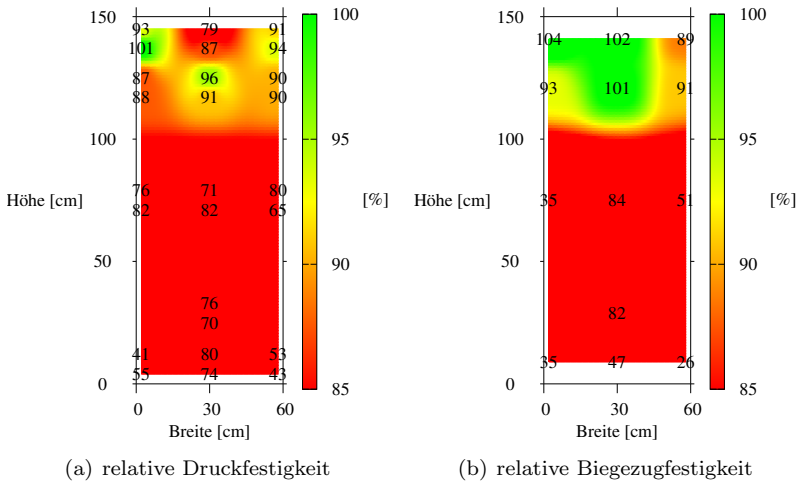 150
100
50
0
Höhe [cm]
0 30 60
Breite [cm]
93 79 91
101 87 94
87 96 90
88 91 90
76 71 80
82 82 65
76
70
41 80 53
55 74 43
100
95
90
85
[%]
(a) relative Druckfestigkeit
150
100
50
0
Höhe [cm]
0 30 60
Breite [cm]
104 102 89
93 101 91
35 84 51
82
35 47 26
100
95
90
85
[%]
(b) relative Biegezugfestigkeit